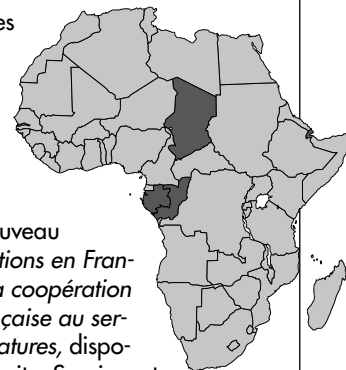 es
uveau
tions en Fran-
a coopération
çaise au ser-
atures, dispo-